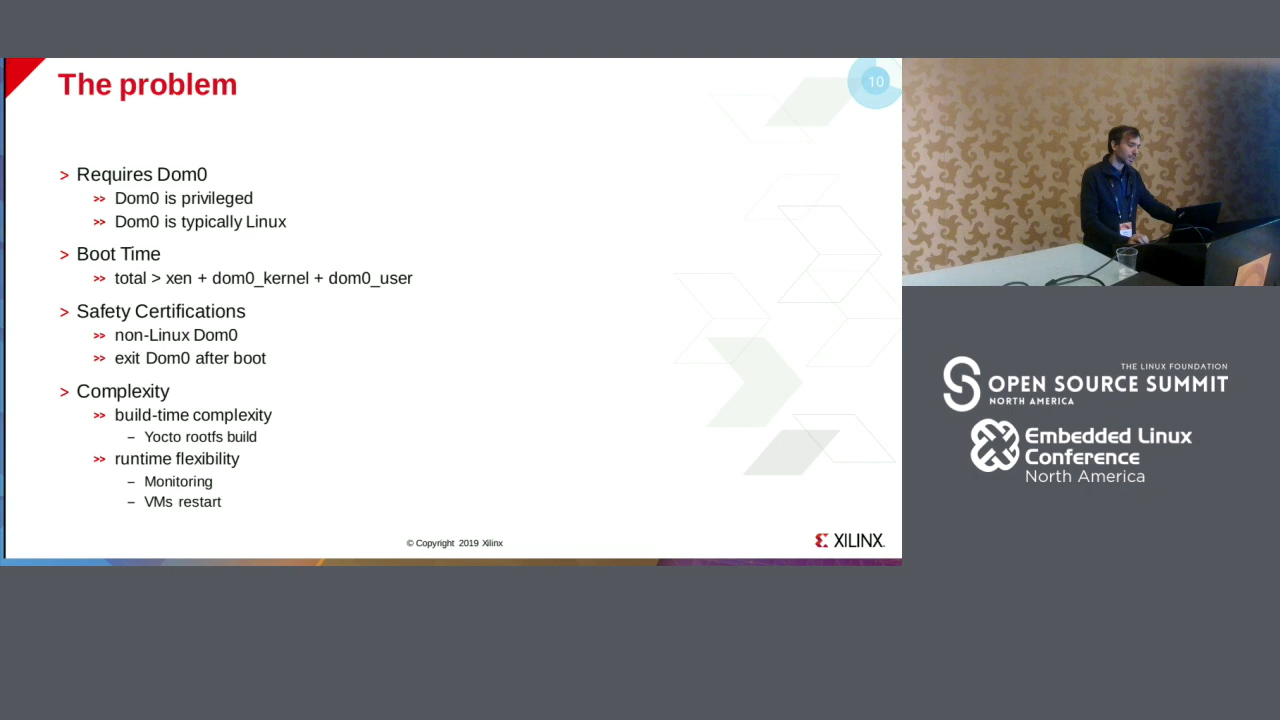 The problem
10
> Requires Dom0
>> Dom0 is privileged
>> Dom0 is typically Linux
> Boot Time
>> total > xen + dom0_kernel + dom0_user
> Safety Certifications
>> non-Linux Dom0
>> exit Dom0 after boot
> Complexity
>> build-time complexity
– Yocto rootfs build
>> runtime flexibility
– Monitoring
– VMs restart
© Copyright 2019 Xilinx
XILINX
THE LINUX FOUNDATION
OPEN SOURCE SUMMIT
NORTH AMERICA
Embedded Linux
Conference
North America